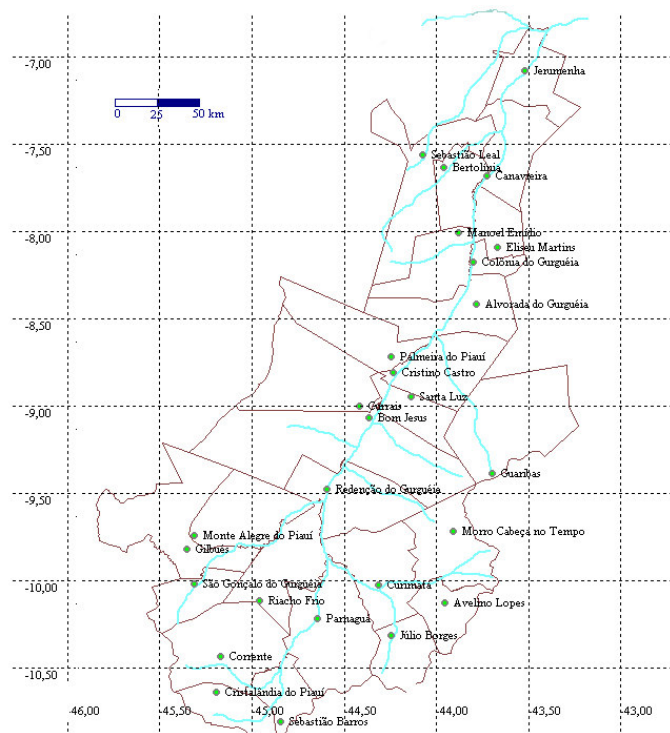 -7,00
Jerumenha
0 25 50 km
-7,50
Sebastião Leal
Bertolínia
Canavieira
-8,00
Manoel Emídio
Eliseu Martins
Colônia do Gurguéia
Alvorada do Gurguéia
-8,50
Palmeira do Piauí
Cristino Castro
Santa Luz
-9,00
Currais
Bom Jesus
Guaribas
-9,50
Redenção do Gurguéia
Monte Alegre do Piauí
Morro Cabeça no Tempo
Gilbués
-10,00
São Gonçalo do Gurguéia
Curimatá
Riacho Frio
Avelino Lopes
Parnaguá
Júlio Borges
Corrente
-10,50
Cristalândia do Piauí
Sebastião Barros
-46,00 -45,50 -45,00 -44,50 -44,00 -43,50 -43,00